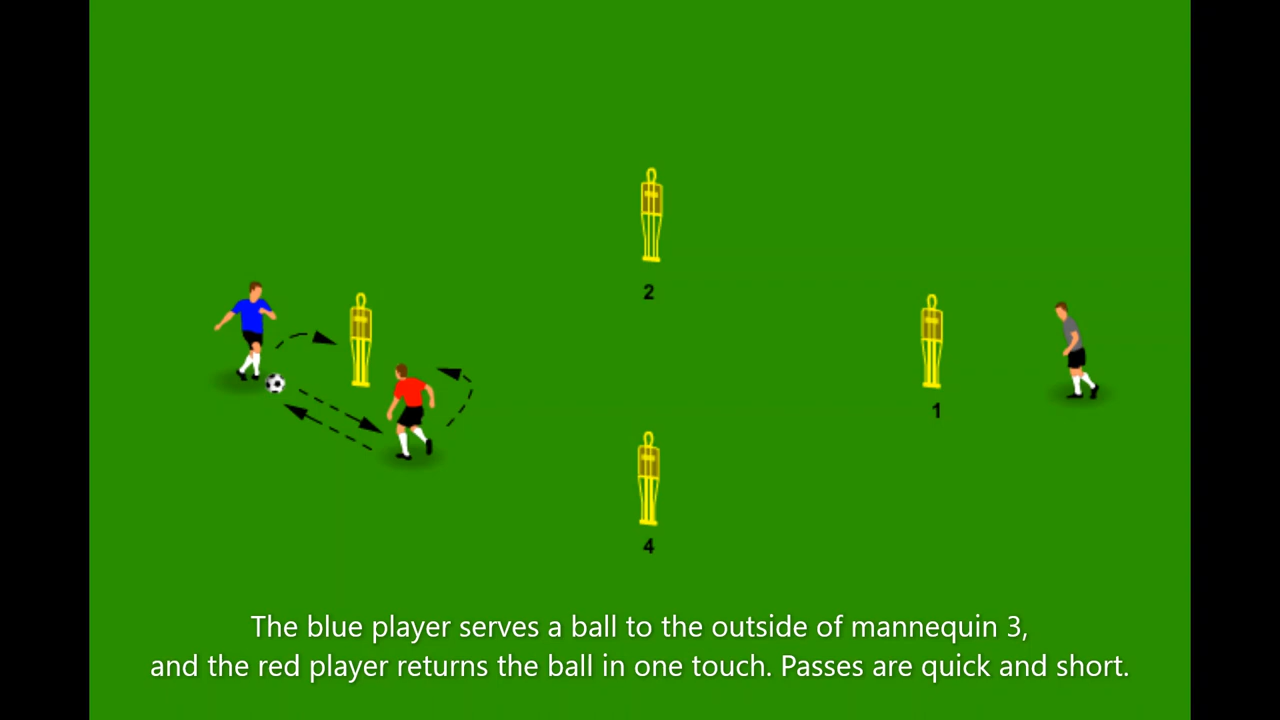 2
1
4
The blue player serves a ball to the outside of mannequin 3,
and the red player returns the ball in one touch. Passes are quick and short.